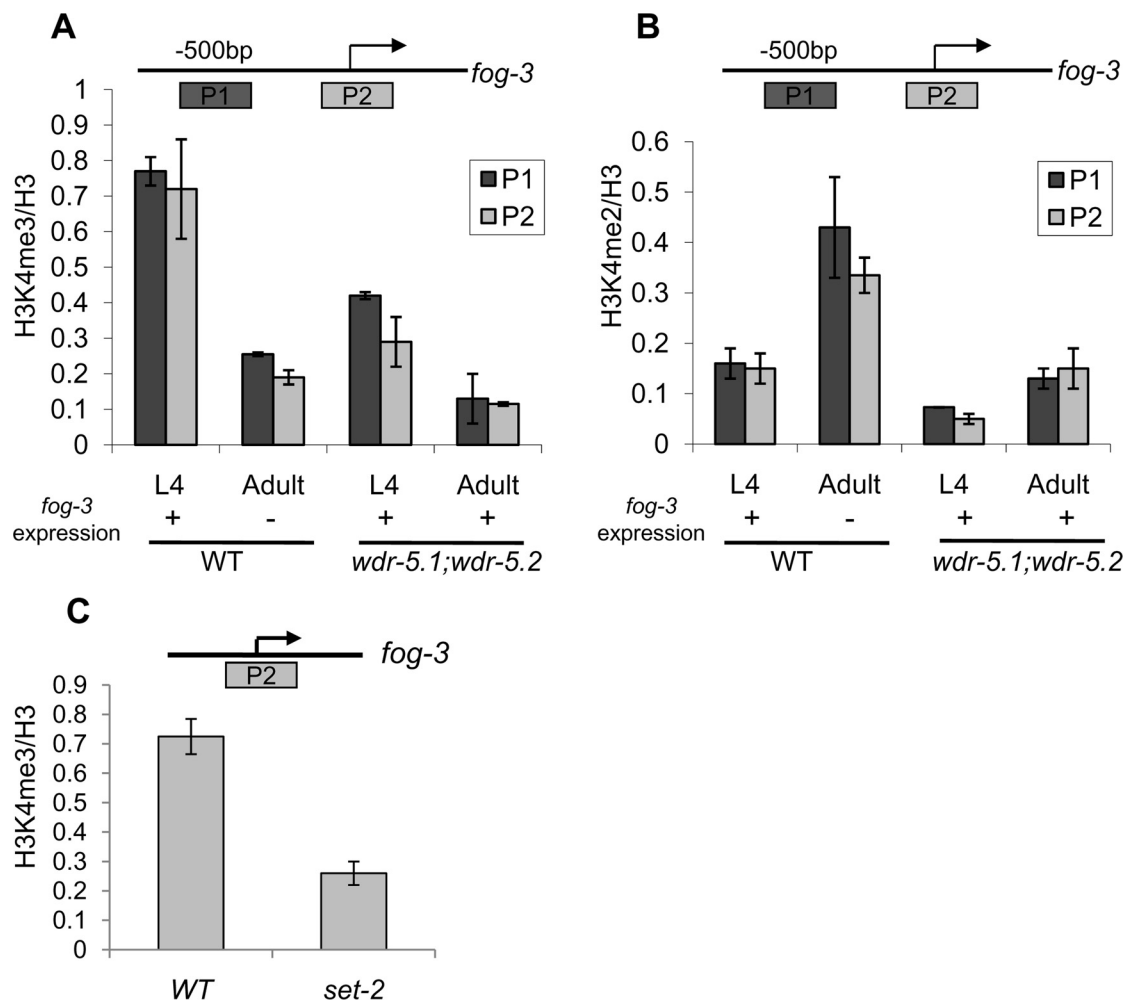 A
-500bp
fog-3
P1
P2
H3K4me3/H3
1
0.9
0.8
0.7
0.6
0.5
0.4
0.3
0.2
0.1
0
P1
P2
L4 Adult L4 Adult
fog-3
expression
+ - + +
WT wdr-5.1;wdr-5.2
B
-500bp
fog-3
P1
P2
H3K4me2/H3
0.6
0.5
0.4
0.3
0.2
0.1
0
P1
P2
L4 Adult L4 Adult
fog-3
expression
+ - + +
WT wdr-5.1;wdr-5.2
C
fog-3
P2
H3K4me3/H3
0.9
0.8
0.7
0.6
0.5
0.4
0.3
0.2
0.1
0
WT set-2